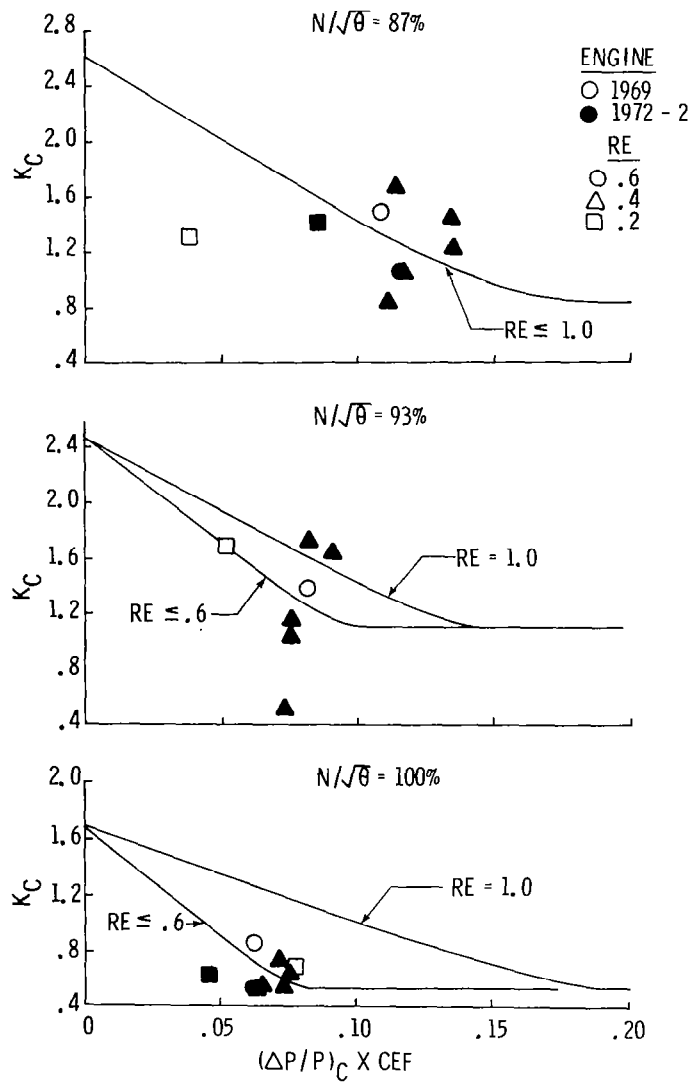 N/√θ = 87%
2.8
2.4
2.0
1.6
1.2
.8
.4
K_C
ENGINE
○ 1969
● 1972 - 2
RE
○ .6
△ .4
□ .2
RE ≤ 1.0
N/√θ = 93%
2.4
2.0
1.6
1.2
.8
.4
K_C
RE = 1.0
RE ≤ .6
N/√θ = 100%
2.0
1.6
1.2
.8
.4
K_C
RE = 1.0
RE ≤ .6
0 .05 .10 .15 .20
(ΔP/P)_C X CEF